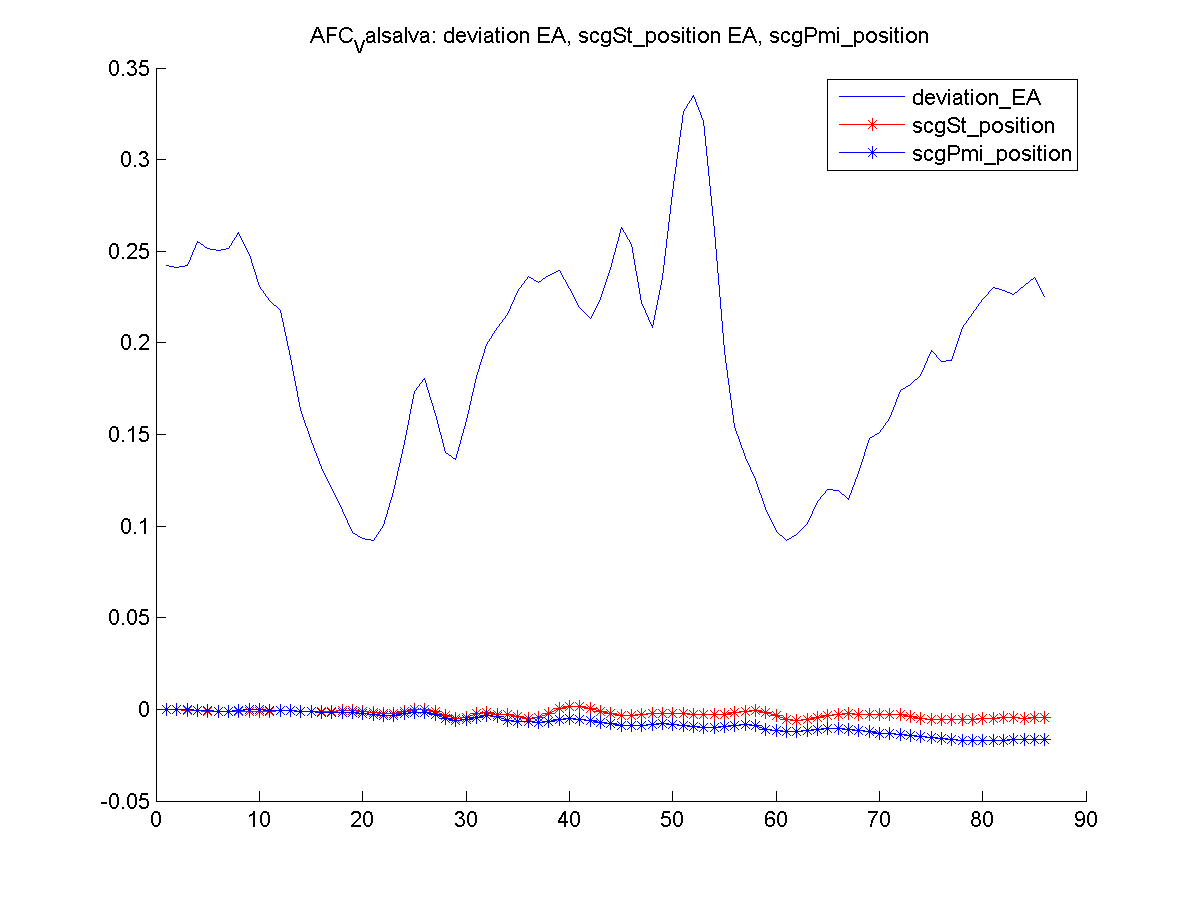 AFC_Valsalva: deviation EA, scgSt_position EA, scgPmi_position
0.35
deviation_EA
scgSt_position
scgPmi_position
0.3
0.25
0.2
0.15
0.1
0.05
0
-0.05
0 10 20 30 40 50 60 70 80 90